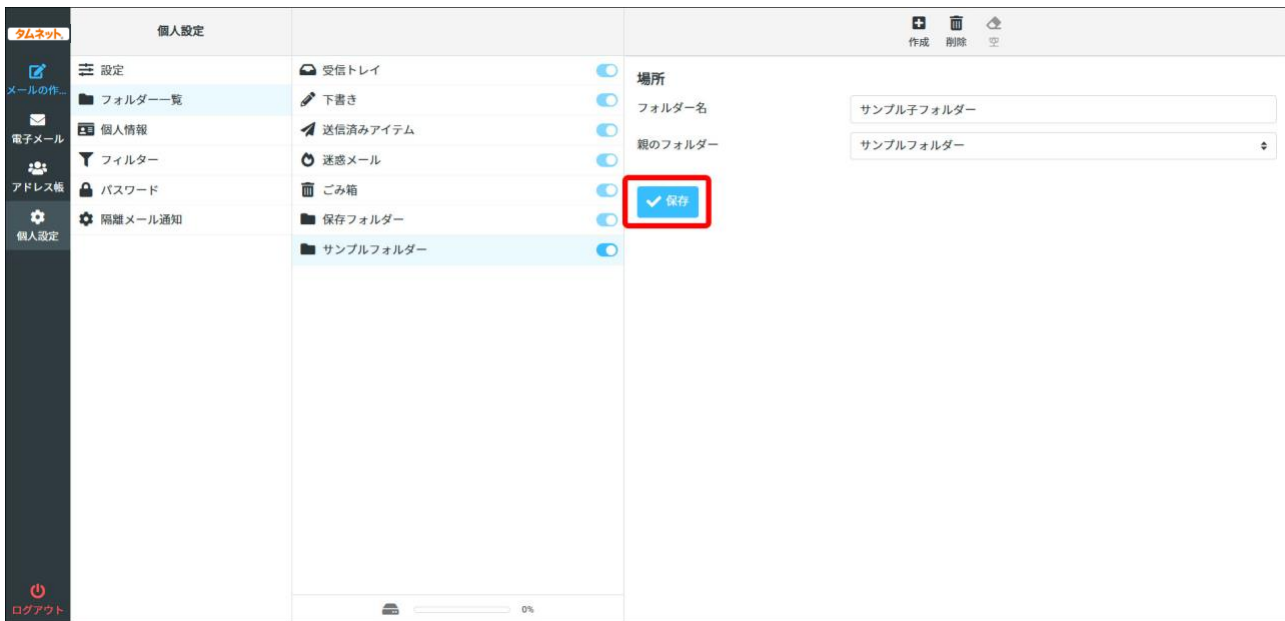 タムネット
メールの作…
電子メール
アドレス帳
個人設定
ログアウト
個人設定
設定
フォルダー一覧
個人情報
フィルター
パスワード
隔離メール通知
受信トレイ
下書き
送信済みアイテム
迷惑メール
ごみ箱
保存フォルダー
サンプルフォルダー
0%
作成 削除 空
場所
フォルダー名 サンプル子フォルダー
親のフォルダー サンプルフォルダー
保存